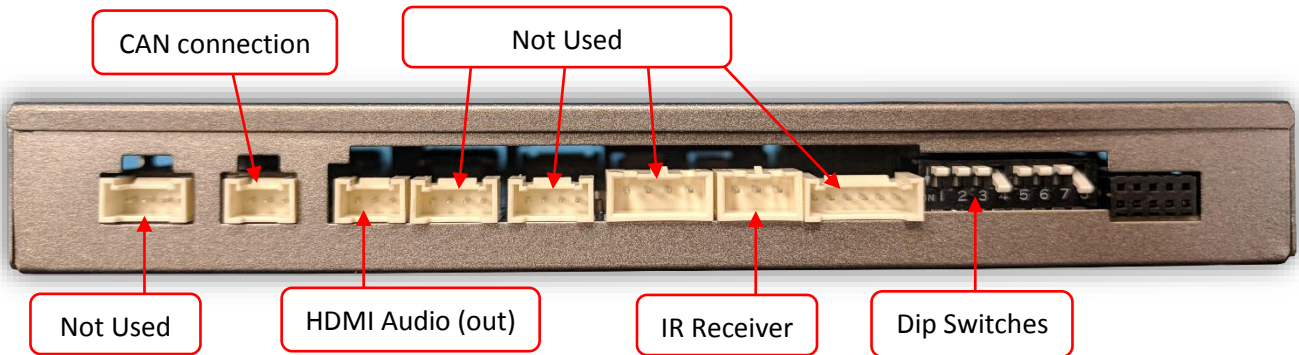 CAN connection
Not Used
N 1 2 3 4 5 6 7 8
Not Used
HDMI Audio (out)
IR Receiver
Dip Switches